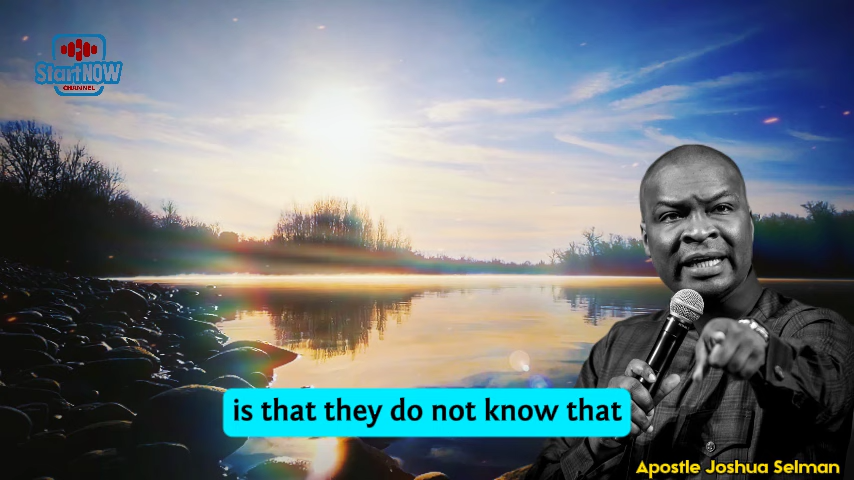 StartNOW
CHANNEL
is that they do not know that
Apostle Joshua Selman